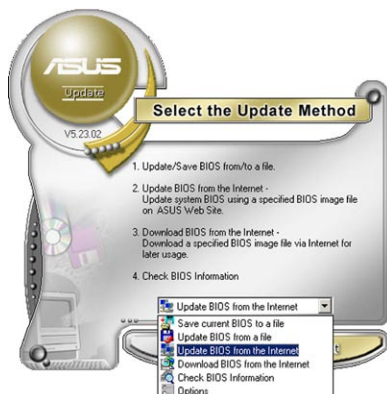 ASUS
Update
V5.23.02
Select the Update Method
1. Update/Save BIOS from/to a file.
2. Update BIOS from the Internet -
Update system BIOS using a specified BIOS image file
on ASUS Web Site.
3. Download BIOS from the Internet -
Download a specified BIOS image file via Internet for
later usage.
4. Check BIOS Information
Update BIOS from the Internet
Save current BIOS to a file
Update BIOS from a file
Update BIOS from the Internet
Download BIOS from the Internet
Check BIOS Information
Options